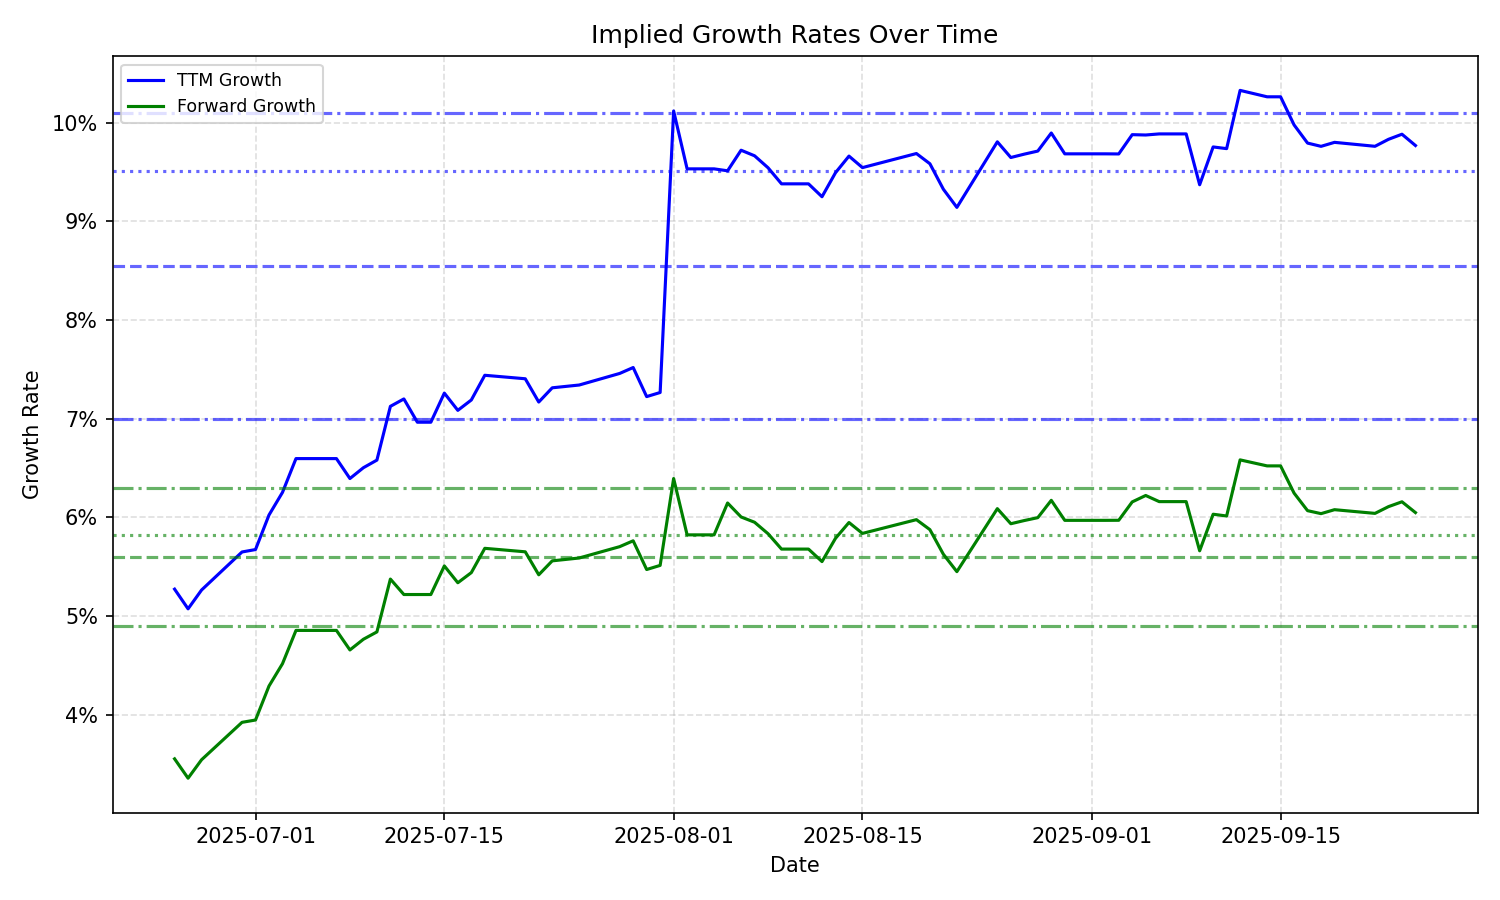 Implied Growth Rates Over Time
TTM Growth
Forward Growth
10%
9%
8%
7%
6%
5%
4%
Growth Rate
2025-07-01
2025-07-15
2025-08-01
2025-08-15
2025-09-01
2025-09-15
Date